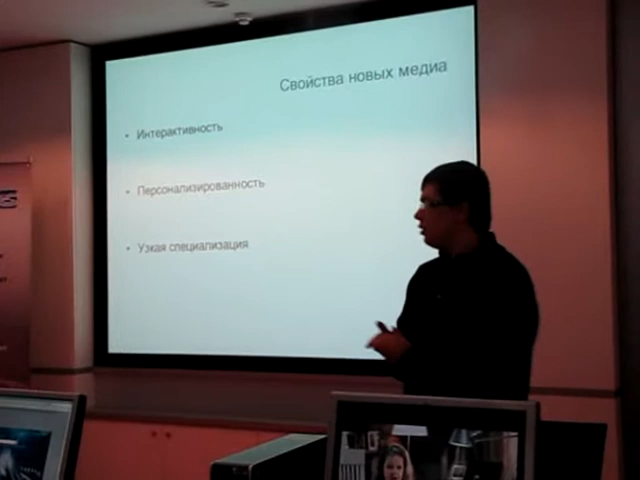 Свойства новых медиа
• Интерактивность
• Персонализированность
• Узкая специализация